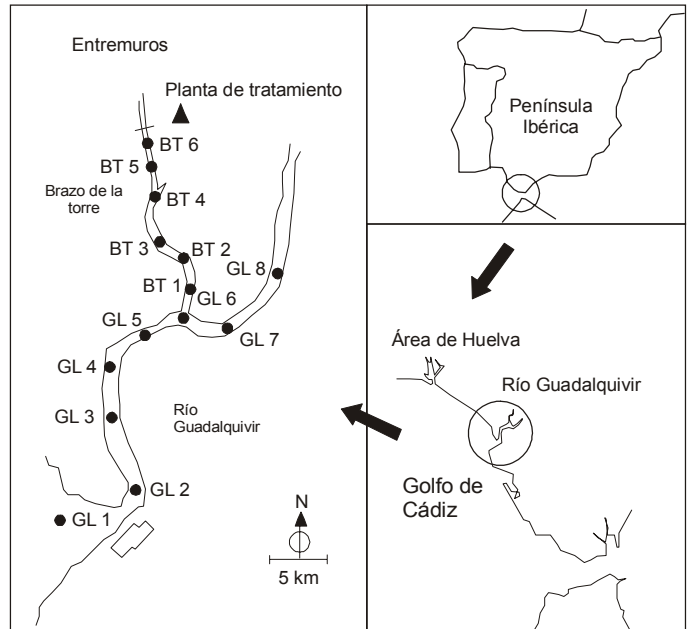 Entremuros
Planta de tratamiento
BT 6
BT 5
Brazo de la
torre
BT 4
BT 3
BT 2
BT 1
GL 8
GL 6
GL 5
GL 7
GL 4
GL 3
Río
Guadalquivir
GL 2
GL 1
N
5 km
Península
Ibérica
Área de Huelva
Río Guadalquivir
Golfo de
Cádiz